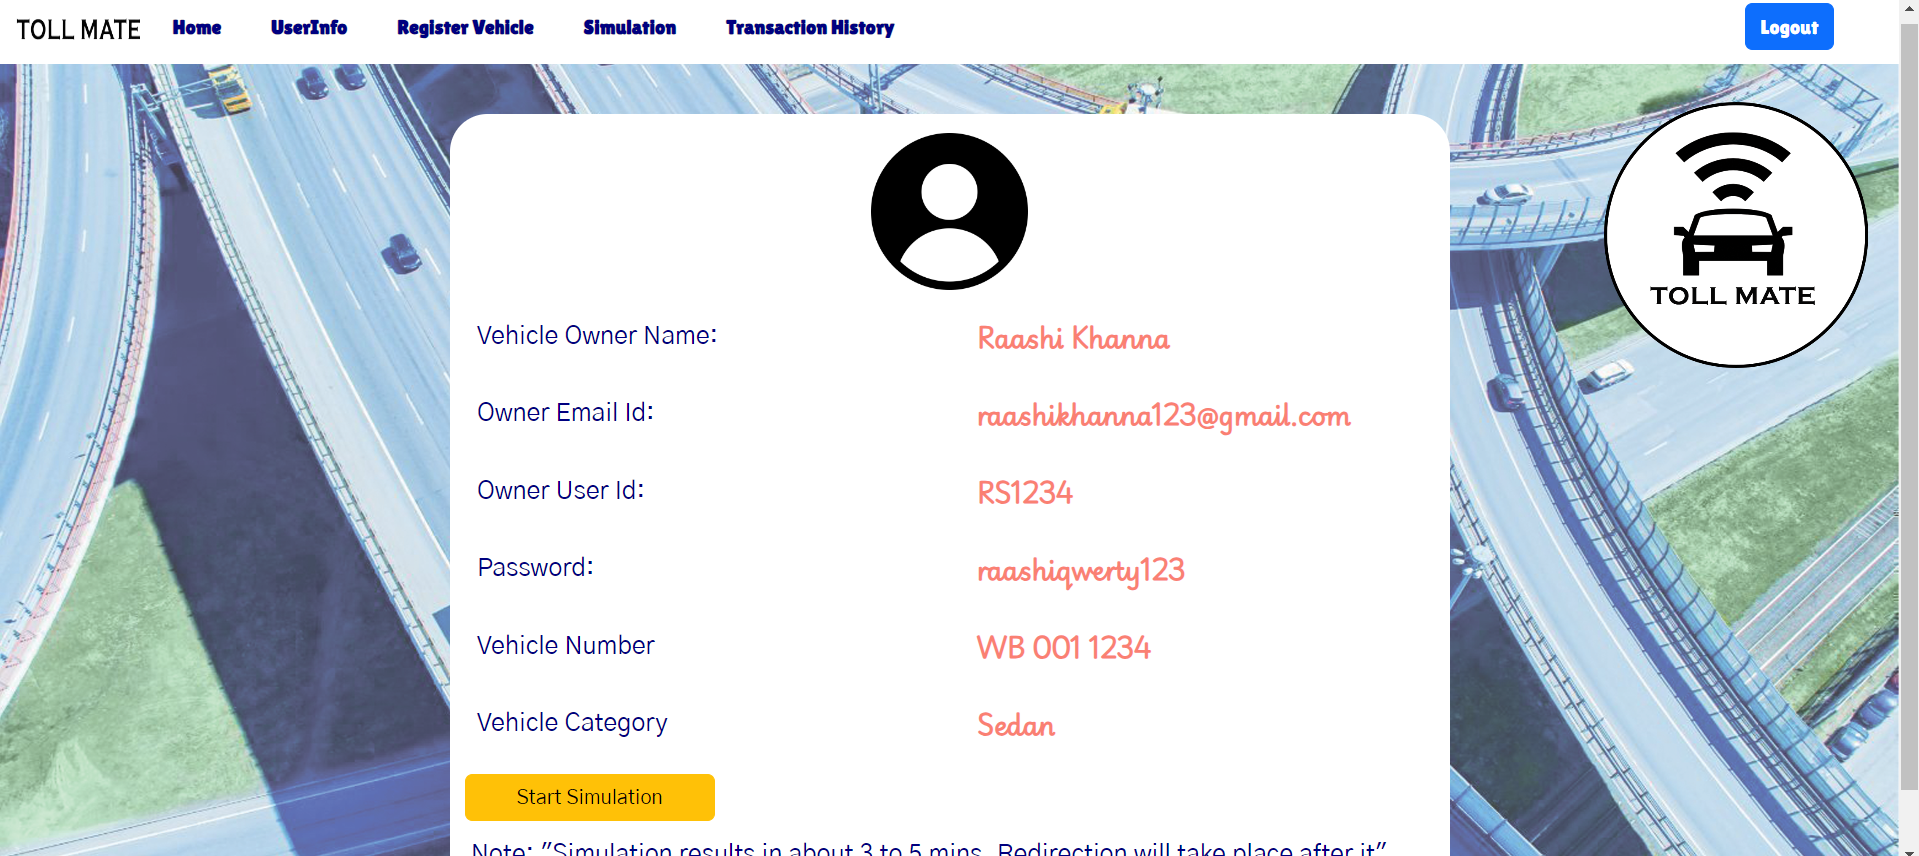 TOLL MATE Home UserInfo Register Vehicle Simulation Transaction History Logout
TOLL MATE
Vehicle Owner Name: Raashi Khanna
Owner Email Id: raashikhanna123@gmail.com
Owner User Id: RS1234
Password: raashiqwerty123
Vehicle Number WB 001 1234
Vehicle Category Sedan
Start Simulation
Note: "Simulation results in about 3 to 5 mins. Redirection will take place after it"